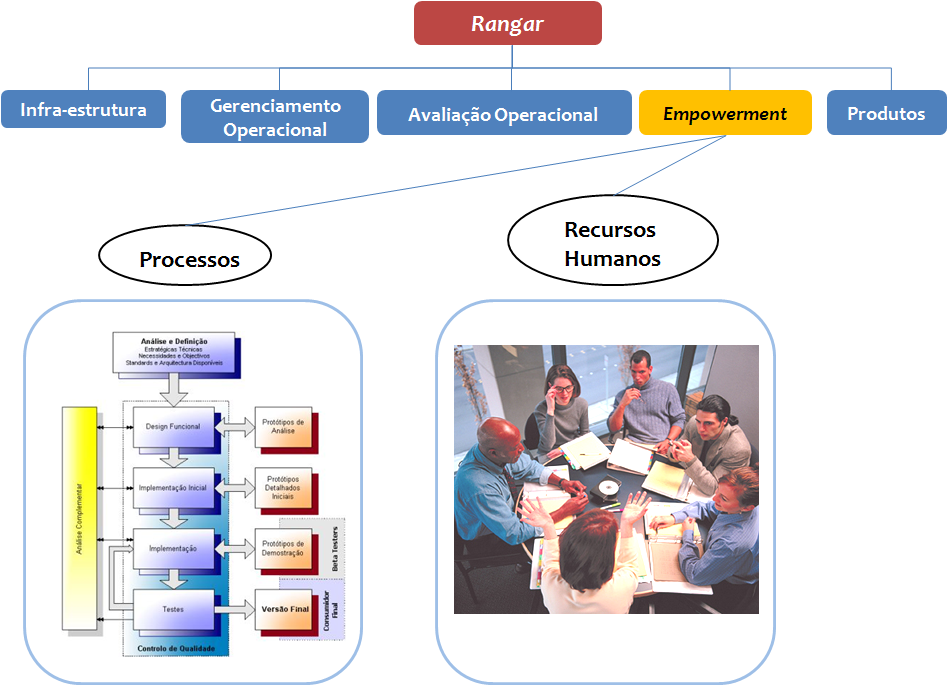 Rangar
Infra-estrutura
Gerenciamento
Operacional
Avaliação Operacional
Empowerment
Produtos
Processos
Recursos
Humanos
Análise e Definição
Estratégicas Técnicas
Necessidades e Objectivos
Standards e Arquitectura Disponíveis
Análise Complementar
Design Funcional
Protótipos de
Análise
Implementação Inicial
Protótipos
Detalhados
Iniciais
Implementação
Protótipos de
Demostração
Beta Testers
Testes
Versão Final
Consumidor
Final
Controlo de Qualidade